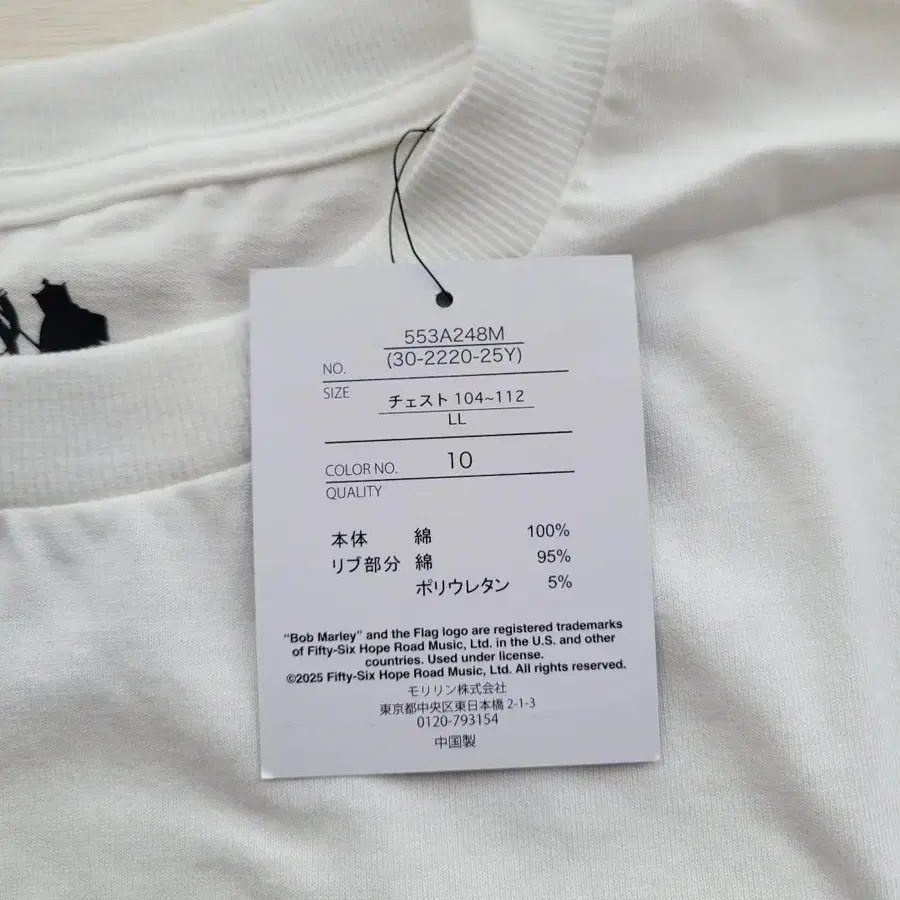 553A248M
NO. (30-2220-25Y)
SIZE
チェスト 104~112
LL
COLOR NO. 10
QUALITY
本体 綿 100%
リブ部分 綿 95%
ポリウレタン 5%
“Bob Marley” and the Flag logo are registered trademarks
of Fifty-Six Hope Road Music, Ltd. in the U.S. and other
countries. Used under license.
©2025 Fifty-Six Hope Road Music, Ltd. All rights reserved.
モリリン株式会社
東京都中央区東日本橋 2-1-3
0120-793154
中国製